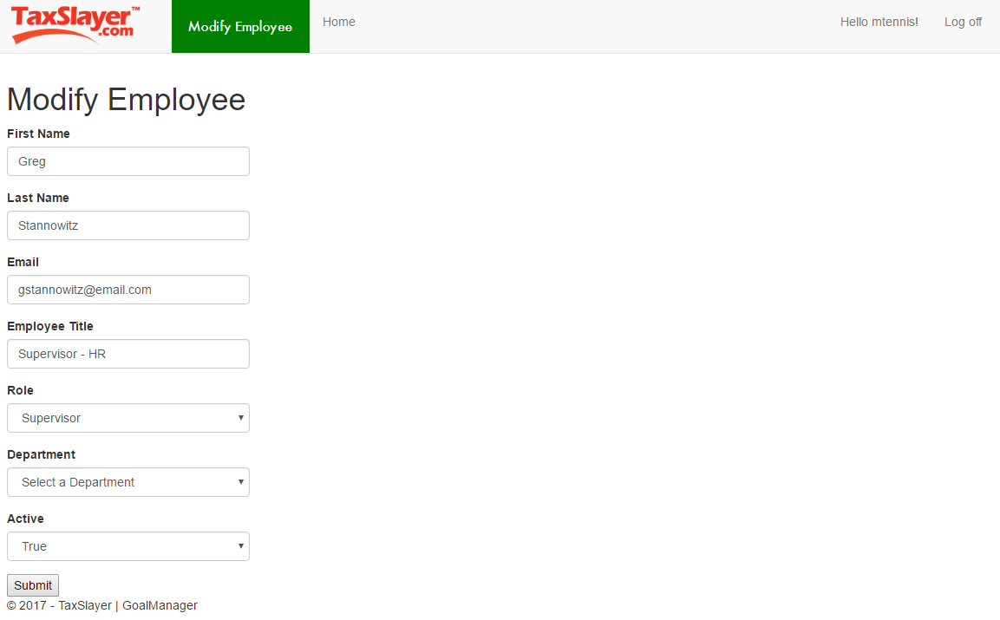 TaxSlayer™
.com
Modify Employee
Home
Hello mtennis!
Log off
Modify Employee
First Name
Greg
Last Name
Stannowitz
Email
gstannowitz@email.com
Employee Title
Supervisor - HR
Role
Supervisor
Department
Select a Department
Active
True
Submit
© 2017 - TaxSlayer | GoalManager